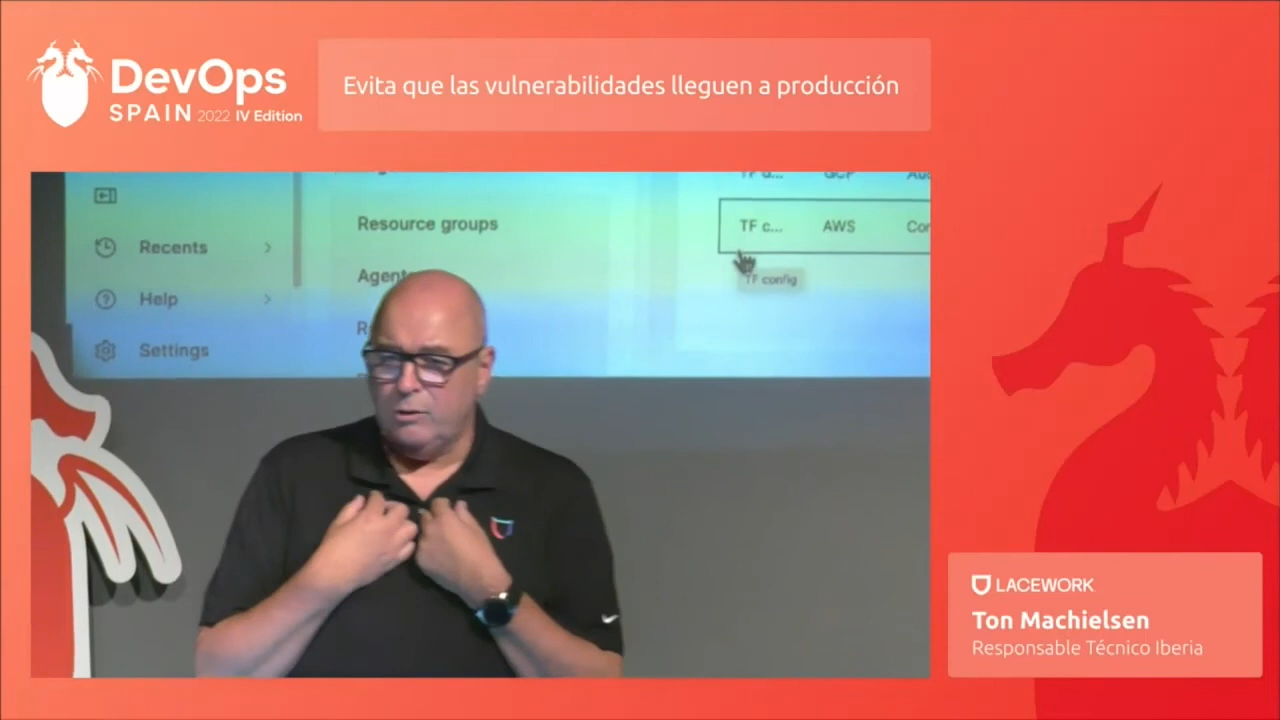 DevOps
SPAIN 2022 IV Edition
Evita que las vulnerabilidades lleguen a producción
Resource groups
Recents
Help
Settings
TF c...
AWS
TF config
LACEWORK
Ton Machielsen
Responsable Técnico Iberia